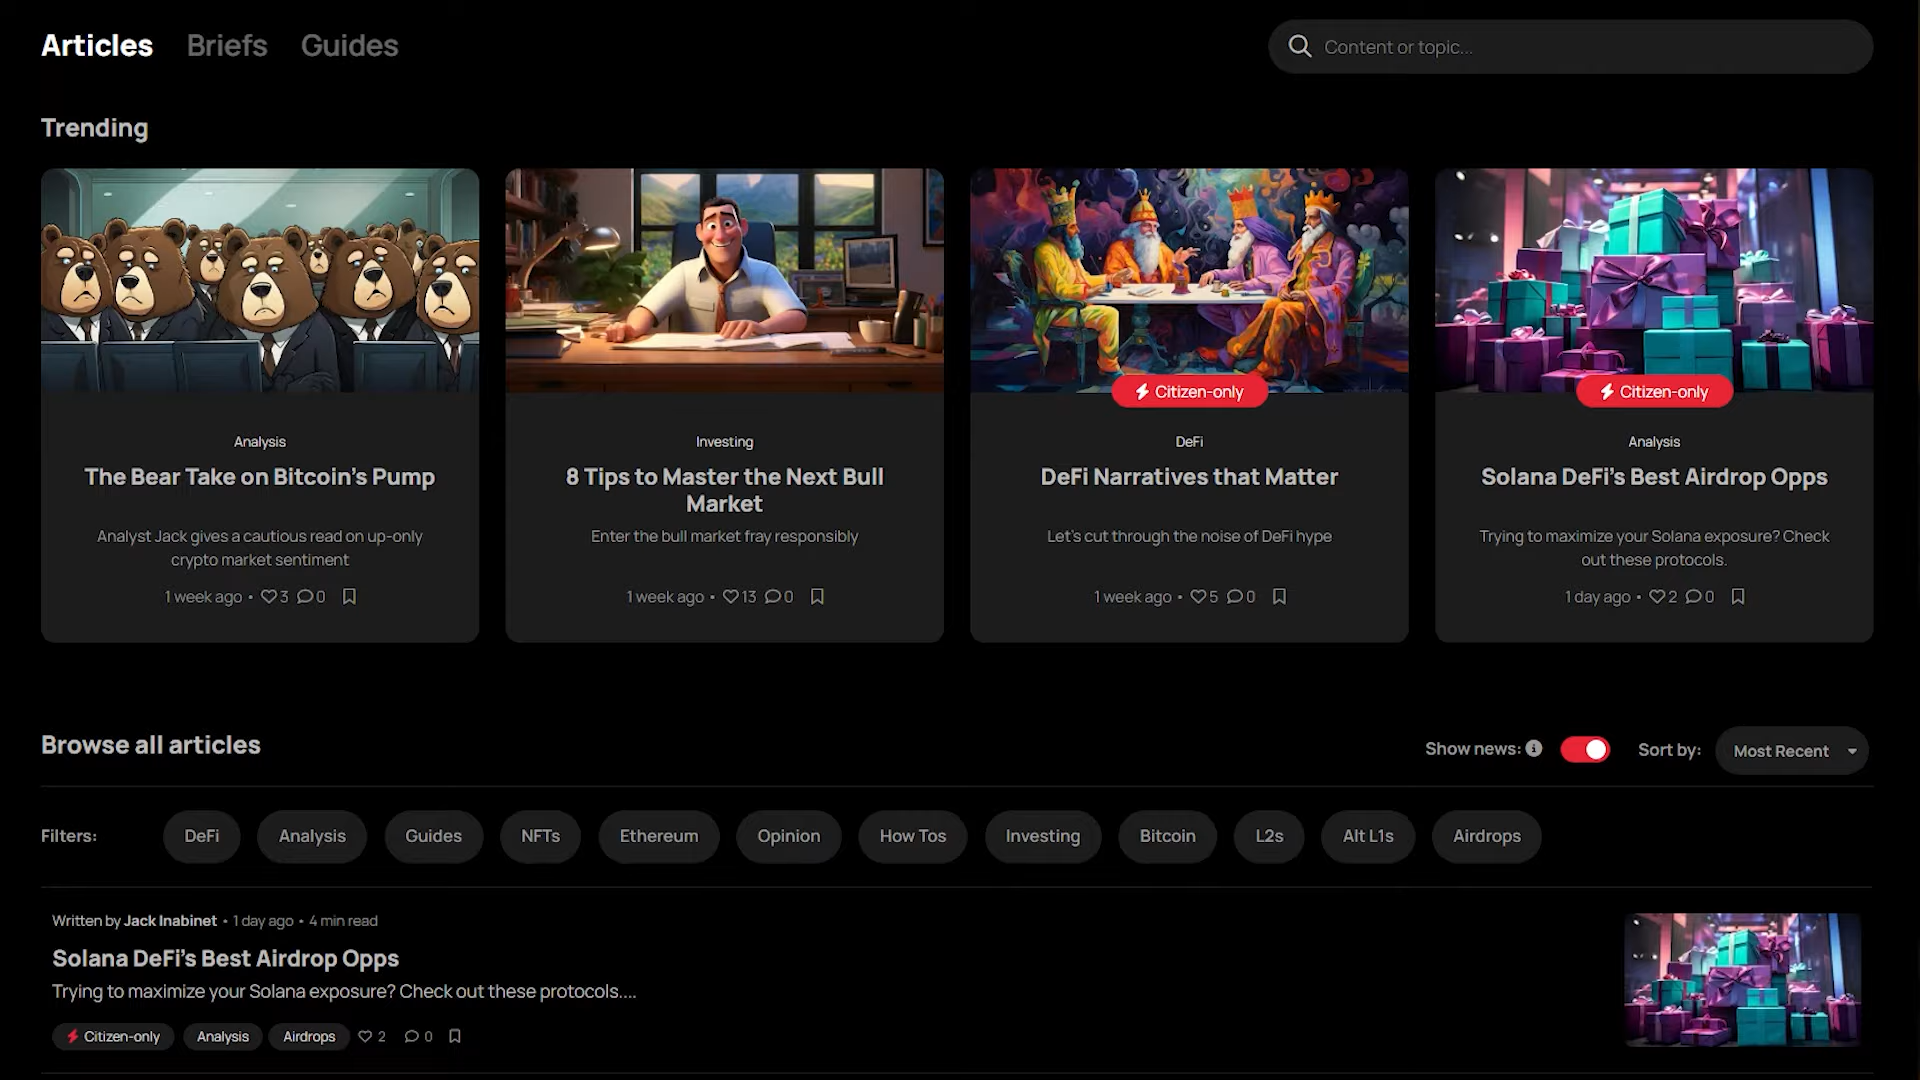 Articles Briefs Guides
Content or topic...
Trending
Analysis
The Bear Take on Bitcoin's Pump
Analyst Jack gives a cautious read on up-only
crypto market sentiment
1 week ago • 3 0
Investing
8 Tips to Master the Next Bull
Market
Enter the bull market fray responsibly
1 week ago • 13 0
Citizen-only
DeFi
DeFi Narratives that Matter
Let's cut through the noise of DeFi hype
1 week ago • 5 0
Citizen-only
Analysis
Solana DeFi's Best Airdrop Opps
Trying to maximize your Solana exposure? Check
out these protocols.
1 day ago • 2 0
Browse all articles
Show news: Sort by: Most Recent
Filters: DeFi Analysis Guides NFTs Ethereum Opinion How Tos Investing Bitcoin L2s Alt L1s Airdrops
Written by Jack Inabinet • 1 day ago • 4 min read
Solana DeFi's Best Airdrop Opps
Trying to maximize your Solana exposure? Check out these protocols....
Citizen-only Analysis Airdrops 2 0